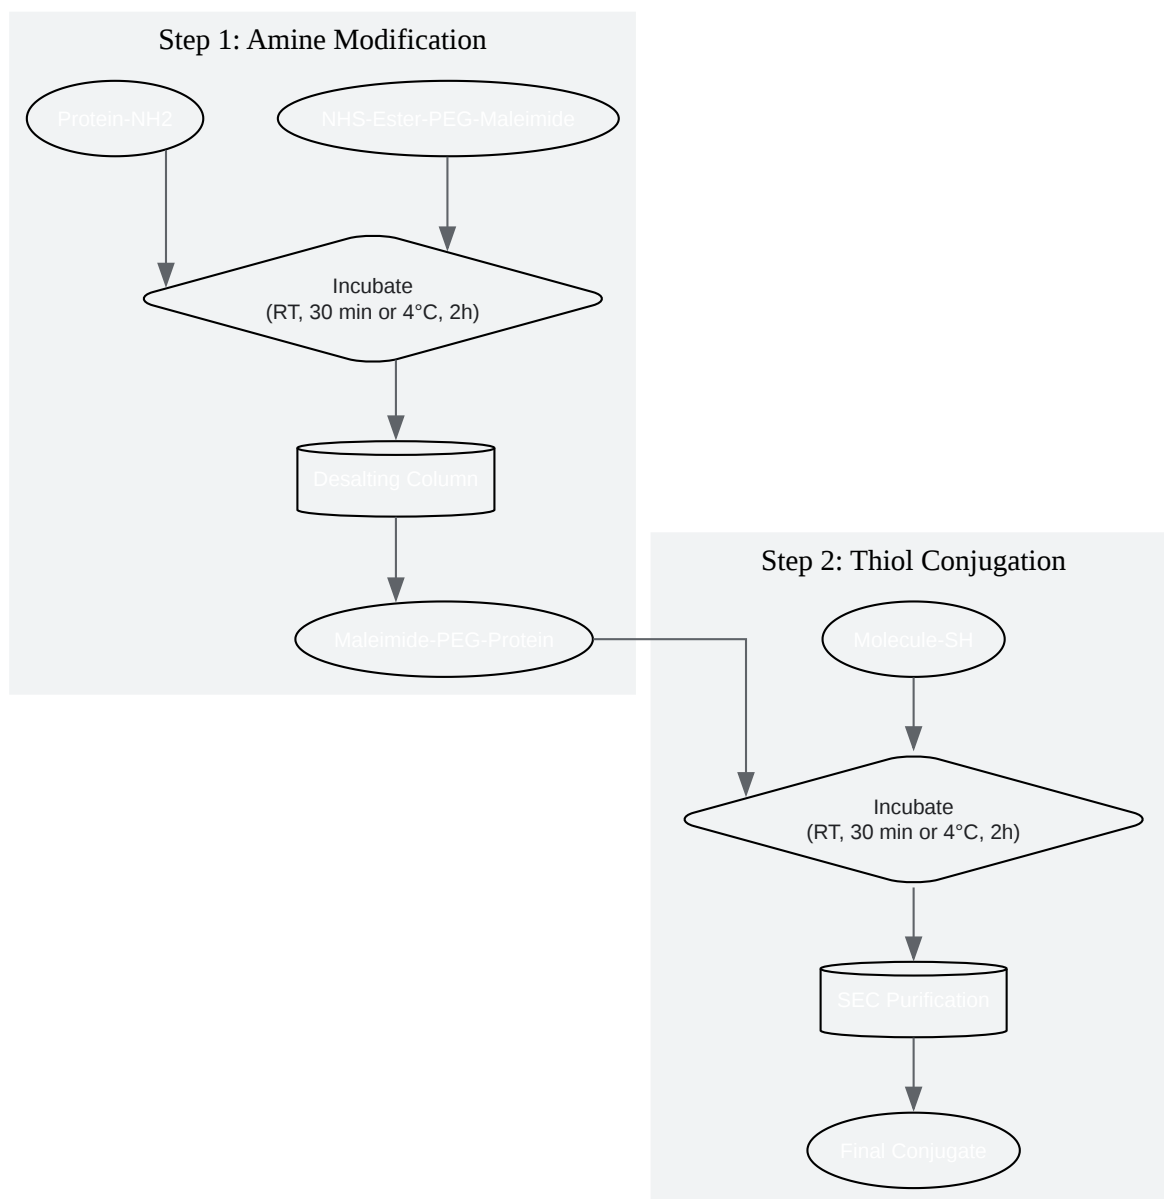 Step 1: Amine Modification
Protein-NH2
NHS-Ester-PEG-Maleimide
Incubate
(RT, 30 min or 4°C, 2h)
Desalting Column
Maleimide-PEG-Protein
Step 2: Thiol Conjugation
Molecule-SH
Incubate
(RT, 30 min or 4°C, 2h)
SEC Purification
Final Conjugate